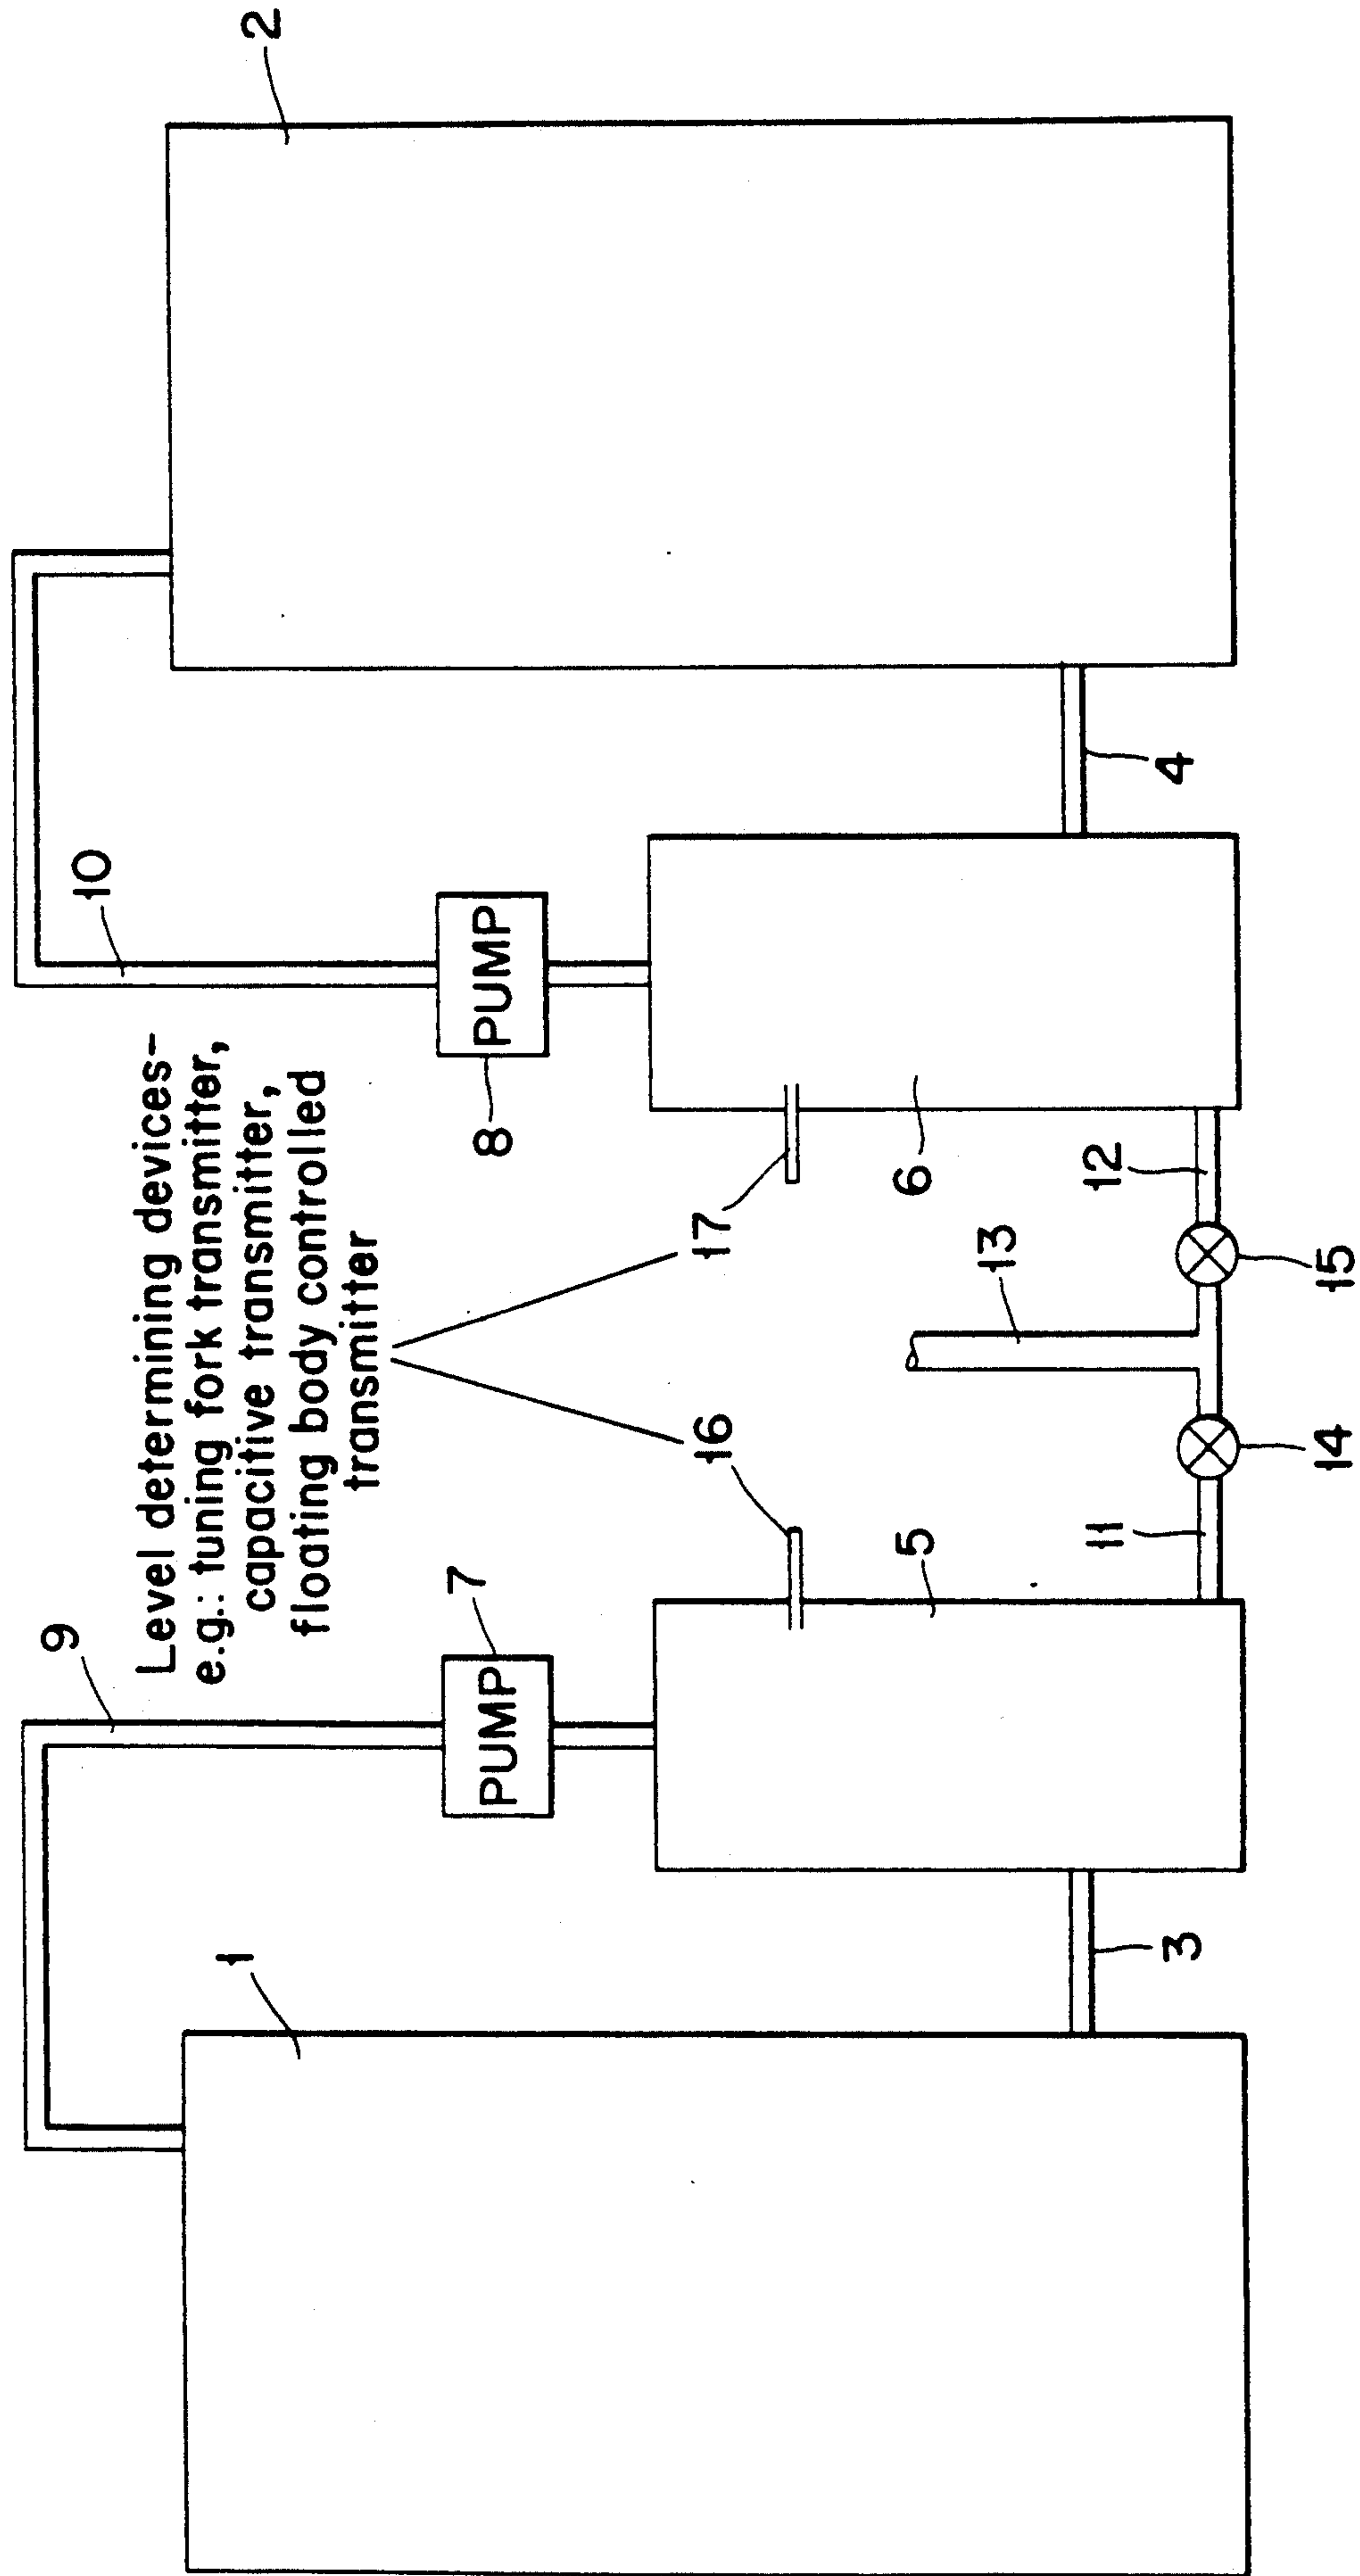 9
10
2
Level determining devices-
e.g.: tuning fork transmitter,
capacitive transmitter,
floating body controlled
transmitter
1
7
PUMP
8
PUMP
16
17
5
6
13
3
11
12
4
14
15